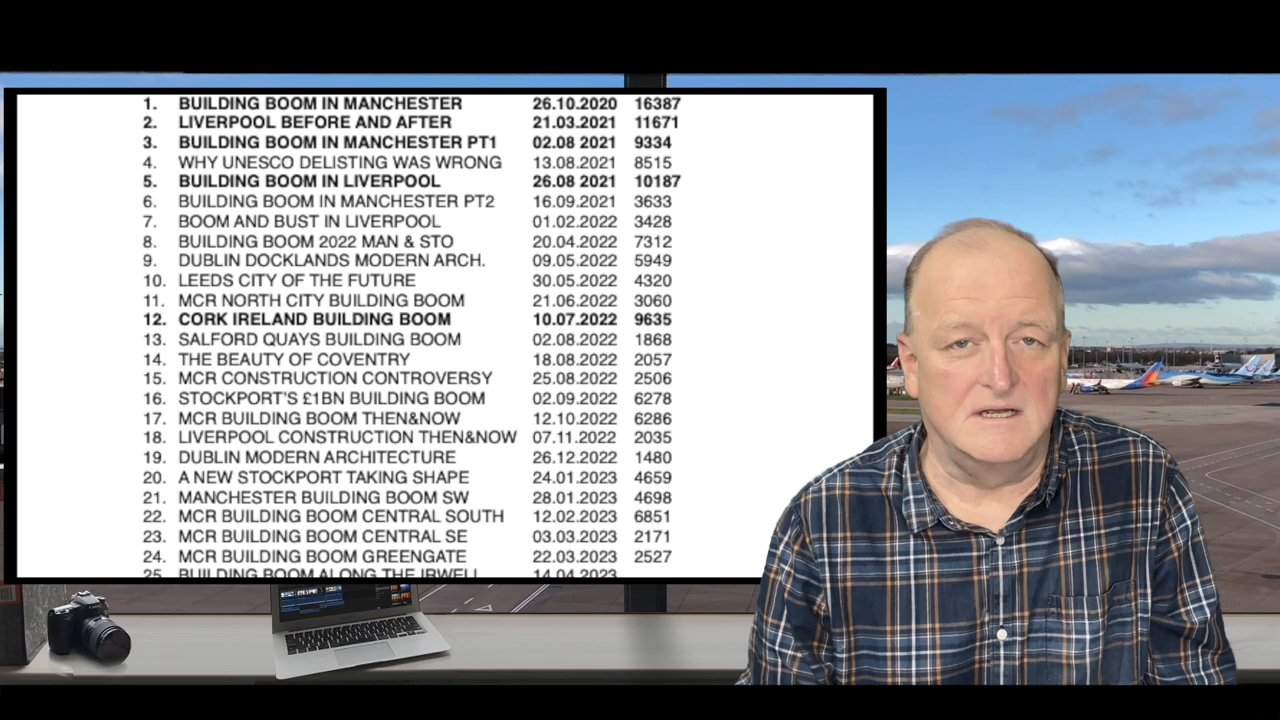 1. BUILDING BOOM IN MANCHESTER 26.10.2020 16387
2. LIVERPOOL BEFORE AND AFTER 21.03.2021 11671
3. BUILDING BOOM IN MANCHESTER PT1 02.08 2021 9334
4. WHY UNESCO DELISTING WAS WRONG 13.08.2021 8515
5. BUILDING BOOM IN LIVERPOOL 26.08 2021 10187
6. BUILDING BOOM IN MANCHESTER PT2 16.09.2021 3633
7. BOOM AND BUST IN LIVERPOOL 01.02.2022 3428
8. BUILDING BOOM 2022 MAN & STO 20.04.2022 7312
9. DUBLIN DOCKLANDS MODERN ARCH. 09.05.2022 5949
10. LEEDS CITY OF THE FUTURE 30.05.2022 4320
11. MCR NORTH CITY BUILDING BOOM 21.06.2022 3060
12. CORK IRELAND BUILDING BOOM 10.07.2022 9635
13. SALFORD QUAYS BUILDING BOOM 02.08.2022 1868
14. THE BEAUTY OF COVENTRY 18.08.2022 2057
15. MCR CONSTRUCTION CONTROVERSY 25.08.2022 2506
16. STOCKPORT'S £1BN BUILDING BOOM 02.09.2022 6278
17. MCR BUILDING BOOM THEN&NOW 12.10.2022 6286
18. LIVERPOOL CONSTRUCTION THEN&NOW 07.11.2022 2035
19. DUBLIN MODERN ARCHITECTURE 26.12.2022 1480
20. A NEW STOCKPORT TAKING SHAPE 24.01.2023 4659
21. MANCHESTER BUILDING BOOM SW 28.01.2023 4698
22. MCR BUILDING BOOM CENTRAL SOUTH 12.02.2023 6851
23. MCR BUILDING BOOM CENTRAL SE 03.03.2023 2171
24. MCR BUILDING BOOM GREENGATE 22.03.2023 2527
25. BUILDING BOOM ALONG THE IRWELL 14.04.2023